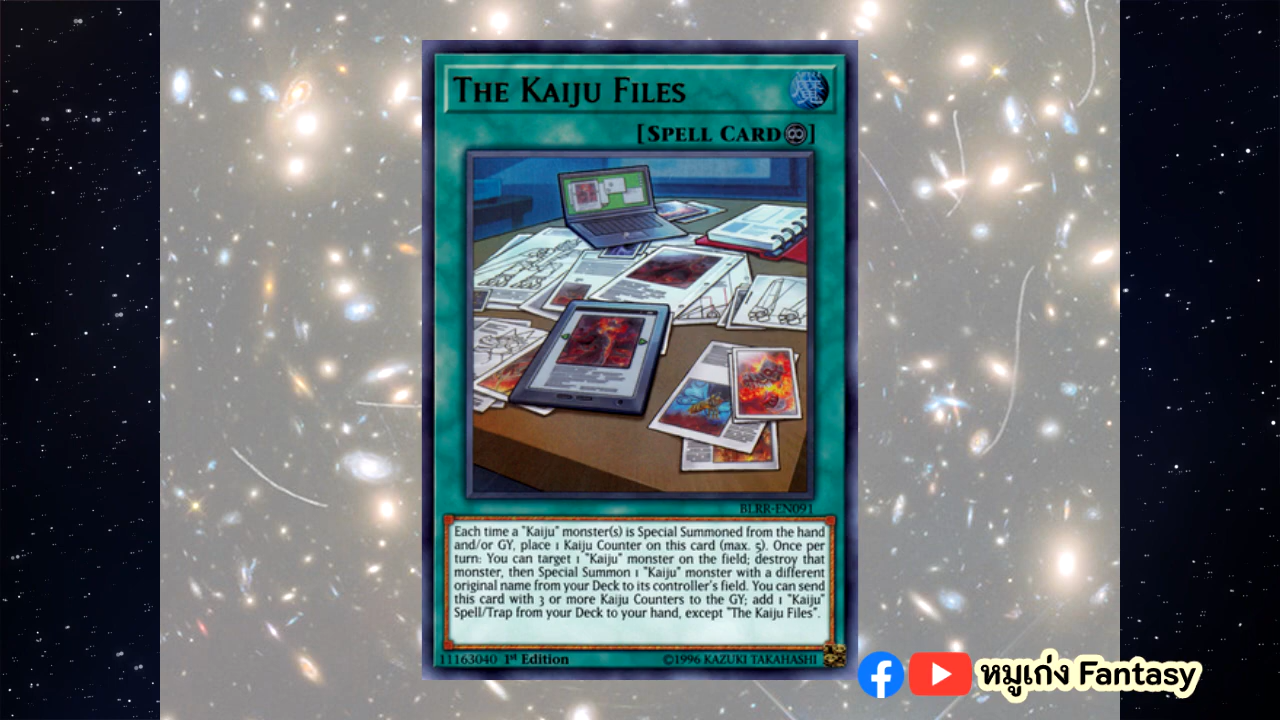 THE KAIJU FILES
[SPELL CARD]
BLRR-EN091
Each time a "Kaiju" monster(s) is Special Summoned from the hand
and/or GY, place 1 Kaiju Counter on this card (max. 5). Once per
turn: You can target 1 "Kaiju" monster on the field; destroy that
monster, then Special Summon 1 "Kaiju" monster with a different
original name from your Deck to its controller's field. You can send
this card with 3 or more Kaiju Counters to the GY; add 1 "Kaiju"
Spell/Trap from your Deck to your hand, except "The Kaiju Files".
11163040 1st Edition ©1996 KAZUKI TAKAHASHI
หมูเก่ง Fantasy